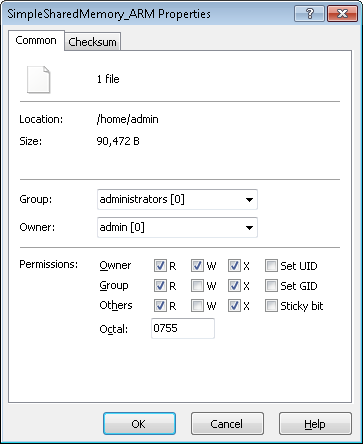 SimpleSharedMemory_ARM Properties
?
Common Checksum
1 file
Location: /home/admin
Size: 90,472 B
Group: administrators [0]
Owner: admin [0]
Permissions: Owner R W X Set UID
Group R W X Set GID
Others R W X Sticky bit
Octal: 0755
OK Cancel Help